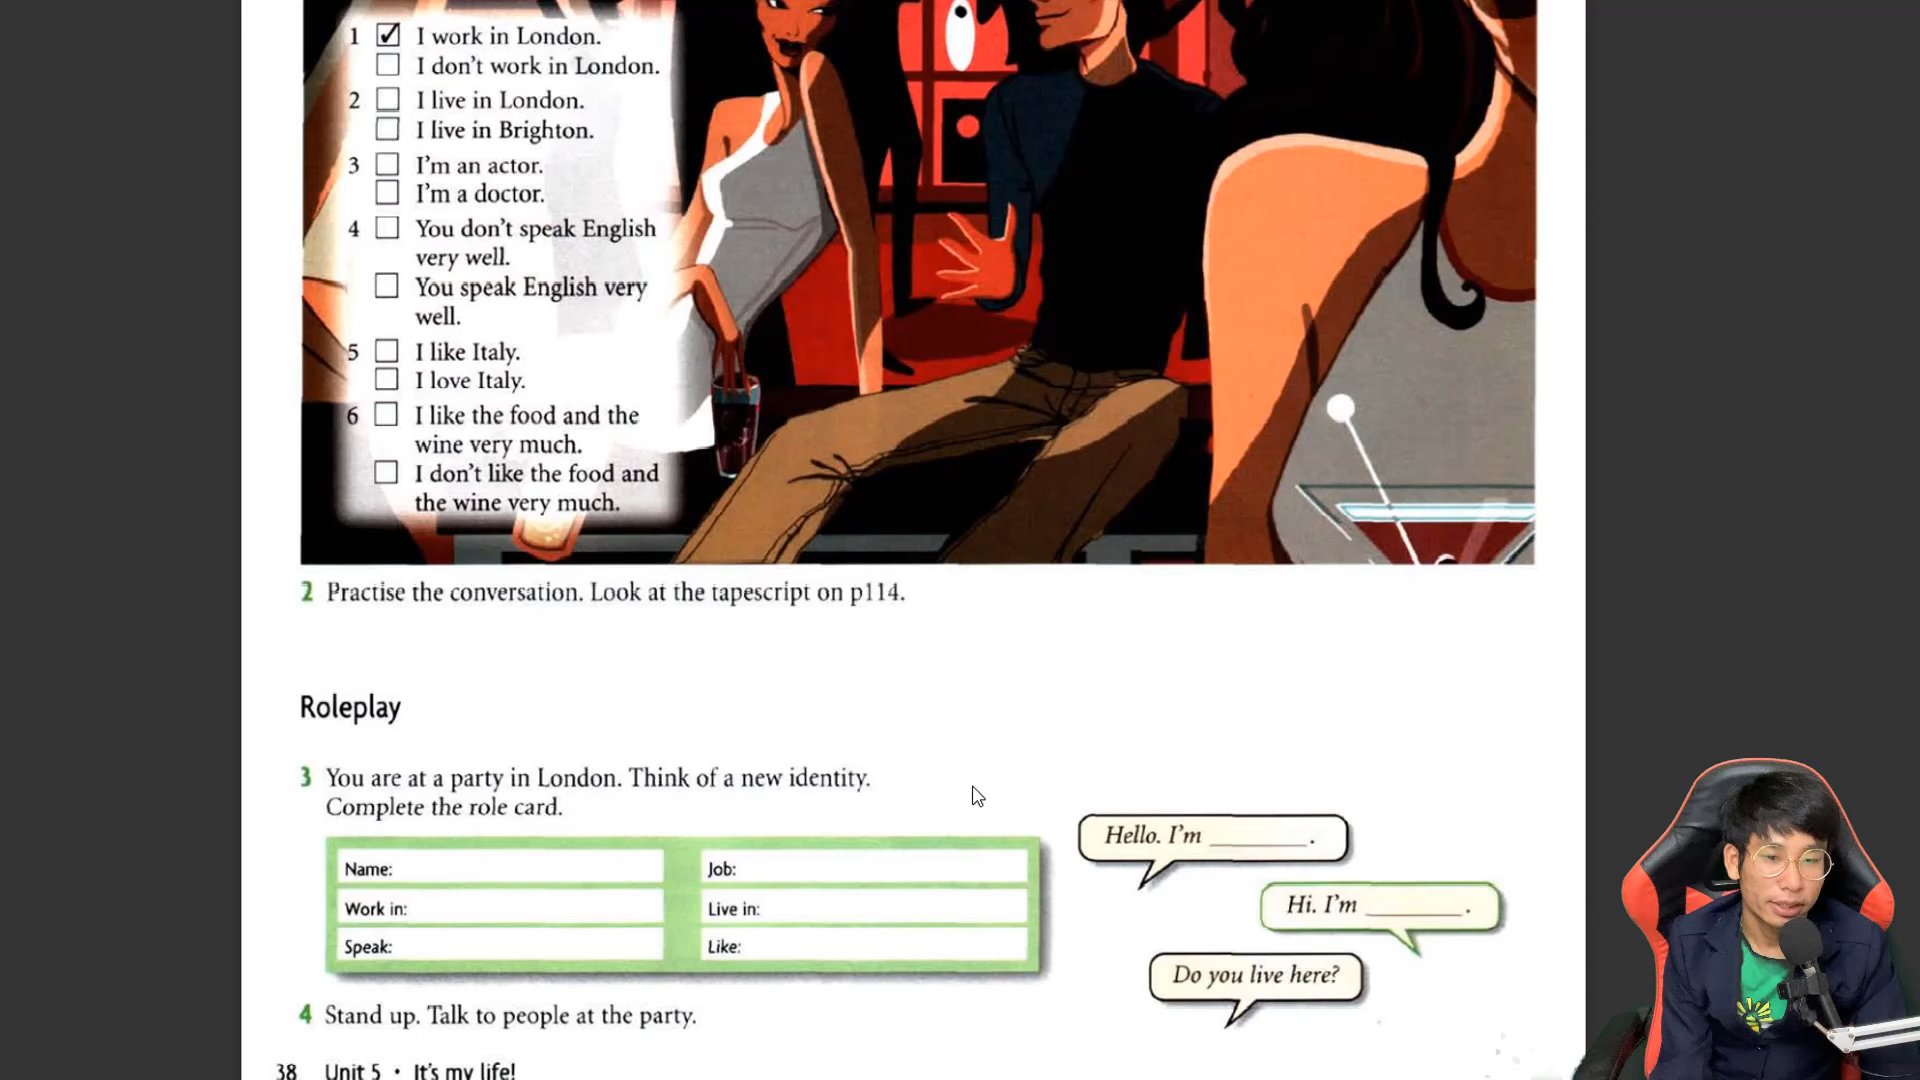 1 I work in London.
I don't work in London.
2 I live in London.
I live in Brighton.
3 I'm an actor.
I'm a doctor.
4 You don't speak English
very well.
You speak English very
well.
5 I like Italy.
I love Italy.
6 I like the food and the
wine very much.
I don't like the food and
the wine very much.
2 Practise the conversation. Look at the tapescript on p114.
Roleplay
3 You are at a party in London. Think of a new identity.
Complete the role card.
Name:
Job:
Work in:
Live in:
Speak:
Like:
Hello. I'm ________.
Hi. I'm ________.
Do you live here?
4 Stand up. Talk to people at the party.
38 Unit 5 • It's my life!